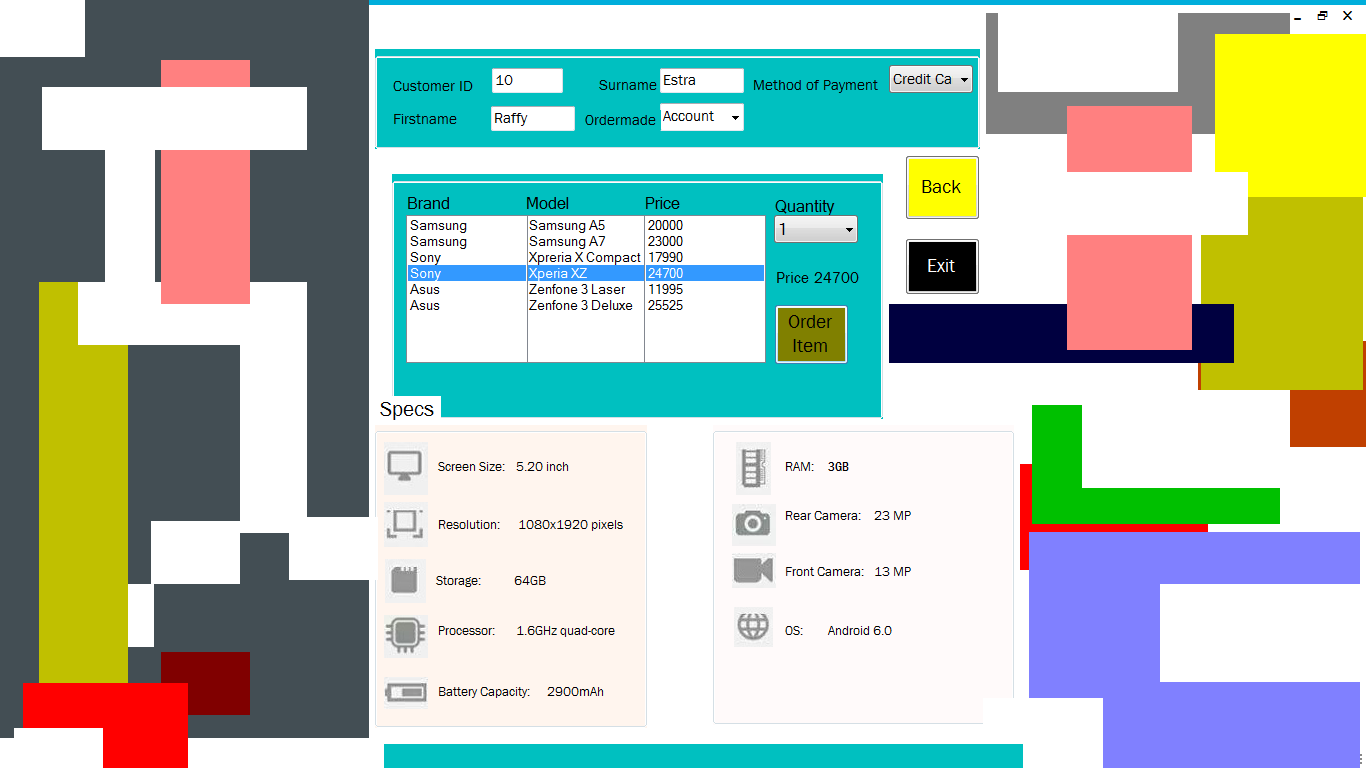 Customer ID 10 Surname Estra Method of Payment Credit Ca
Firstname Raffy Ordermade Account
Back
Brand Model Price Quantity
Samsung Samsung A5 20000 1
Samsung Samsung A7 23000
Sony Xpreria X Compact 17990
Sony Xperia XZ 24700
Asus Zenfone 3 Laser 11995
Asus Zenfone 3 Deluxe 25525
Exit
Price 24700
Order
Item
Specs
Screen Size: 5.20 inch
Resolution: 1080x1920 pixels
Storage: 64GB
Processor: 1.6GHz quad-core
Battery Capacity: 2900mAh
RAM: 3GB
Rear Camera: 23 MP
Front Camera: 13 MP
OS: Android 6.0